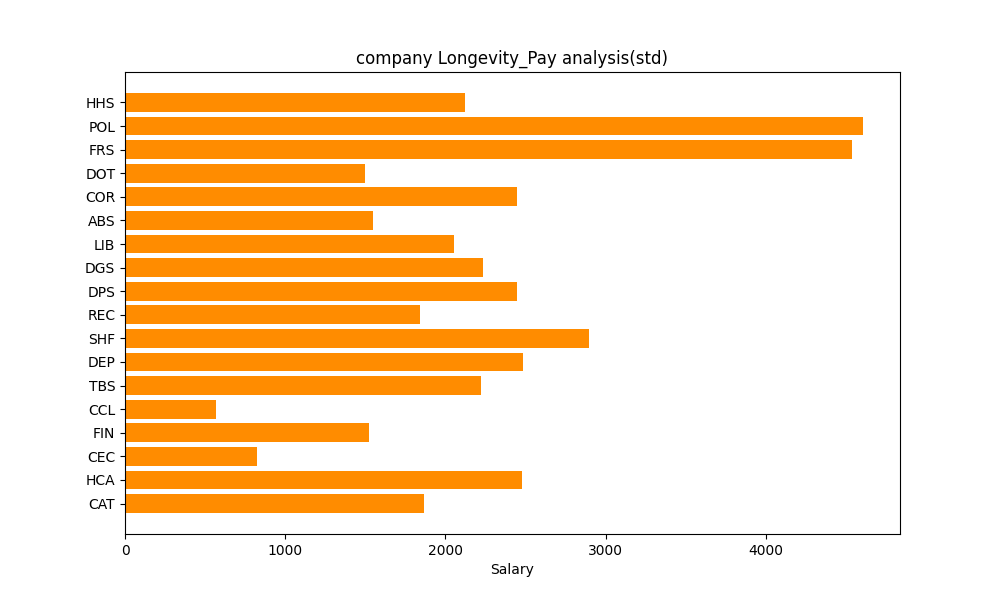 company Longevity_Pay analysis(std)
HHS
POL
FRS
DOT
COR
ABS
LIB
DGS
DPS
REC
SHF
DEP
TBS
CCL
FIN
CEC
HCA
CAT
0 1000 2000 3000 4000
Salary